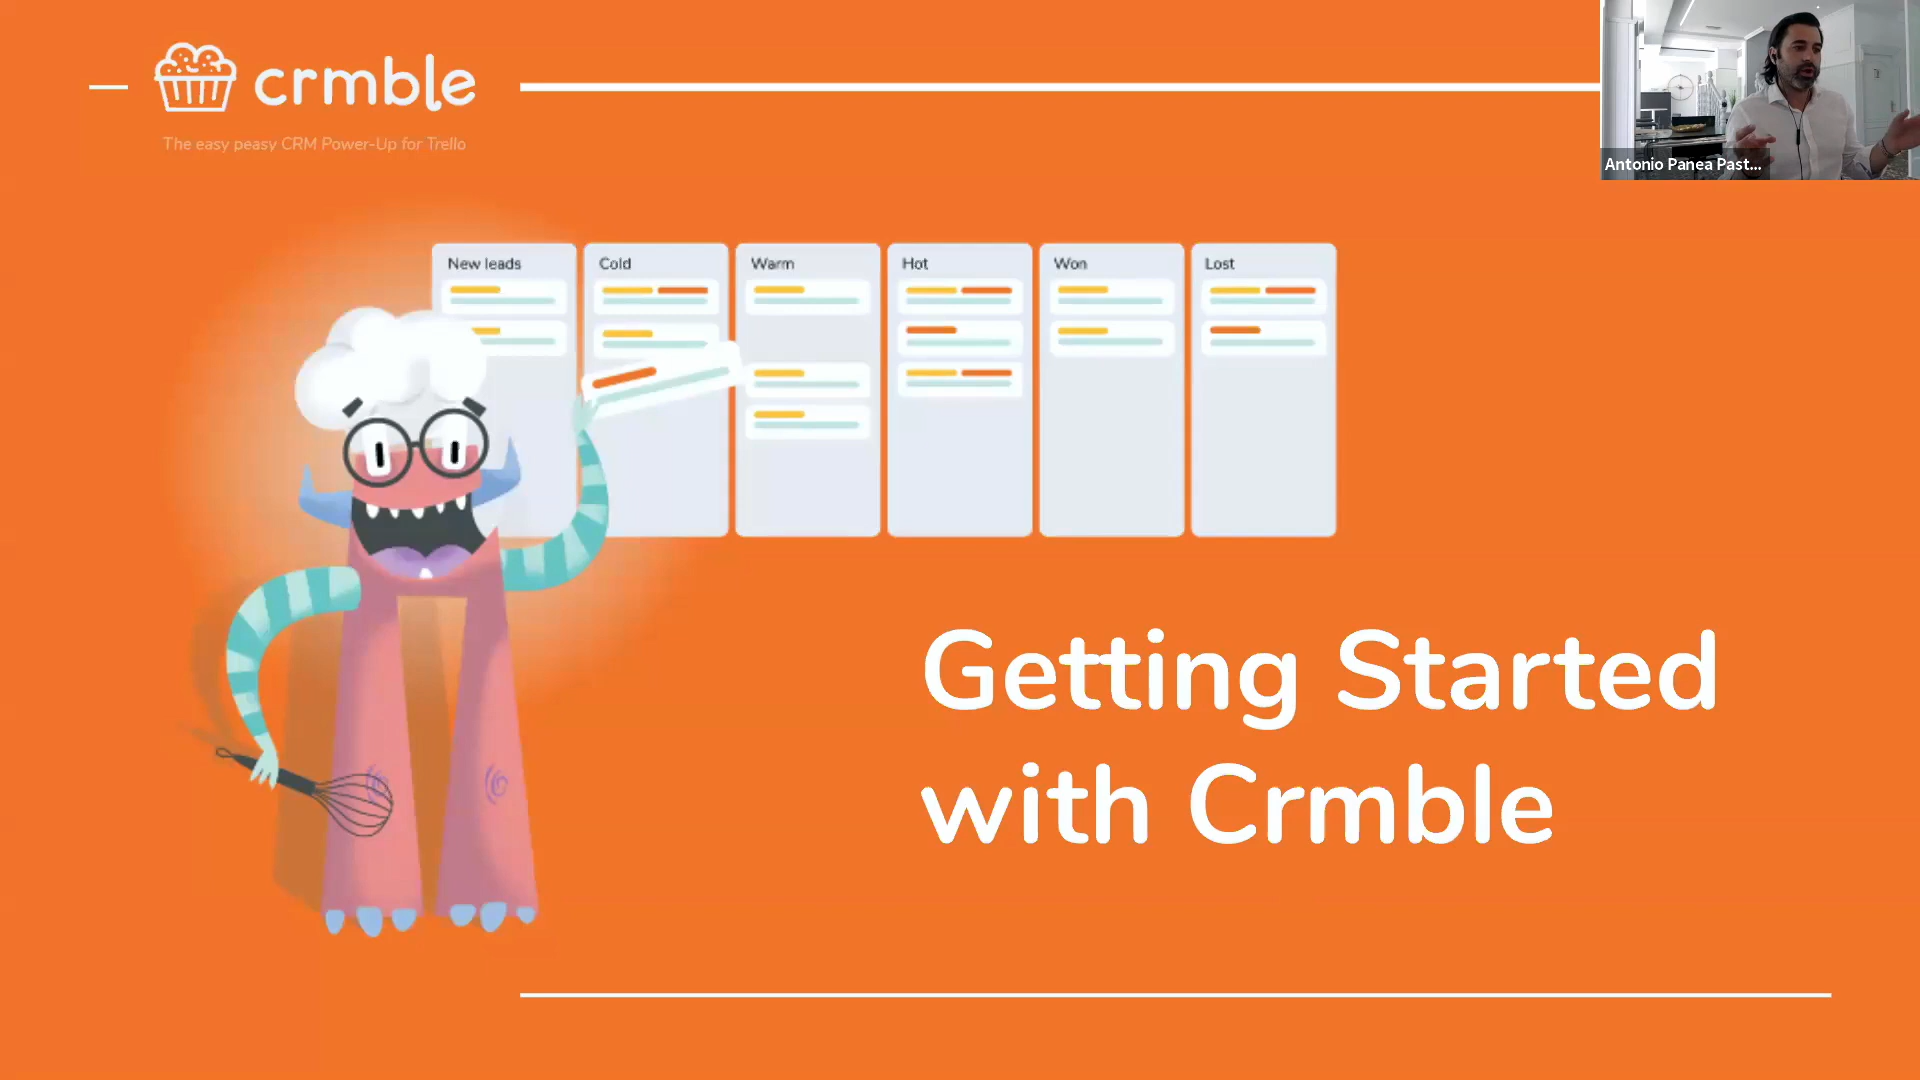 crmble
The easy peasy CRM Power-Up for Trello
Antonio Panea Past...
New leads
Cold
Warm
Hot
Won
Lost
Getting Started
with Crmble